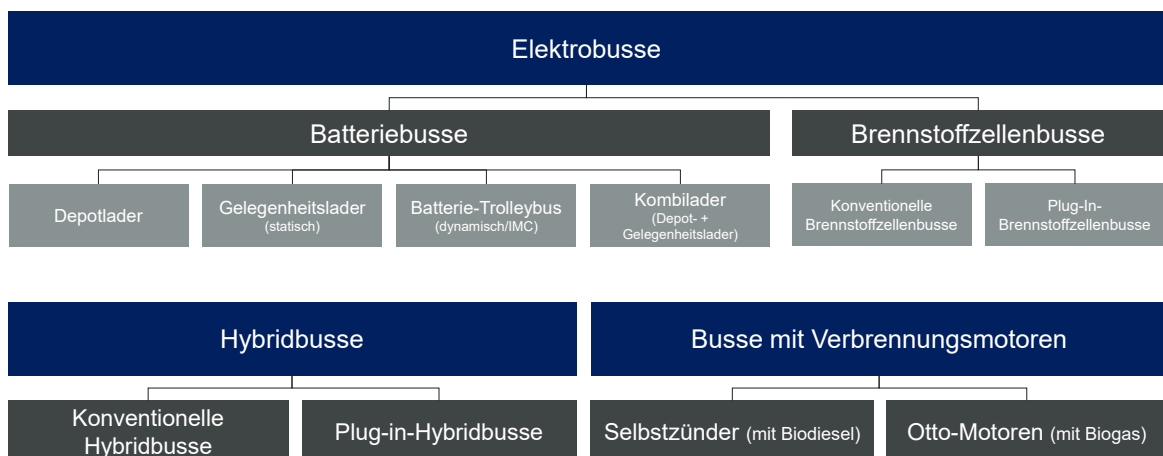 Elektrobusse
Batteriebusse
Brennstoffzellenbusse
Depotlader
Gelegenheitslader
(statisch)
Batterie-Trolleybus
(dynamisch/IMC)
Kombilader
(Depot- +
Gelegenheitslader)
Konventionelle
Brennstoffzellenbusse
Plug-In-
Brennstoffzellenbusse
Hybridbusse
Busse mit Verbrennungsmotoren
Konventionelle
Hybridbusse
Plug-in-Hybridbusse
Selbstzünder (mit Biodiesel)
Otto-Motoren (mit Biogas)